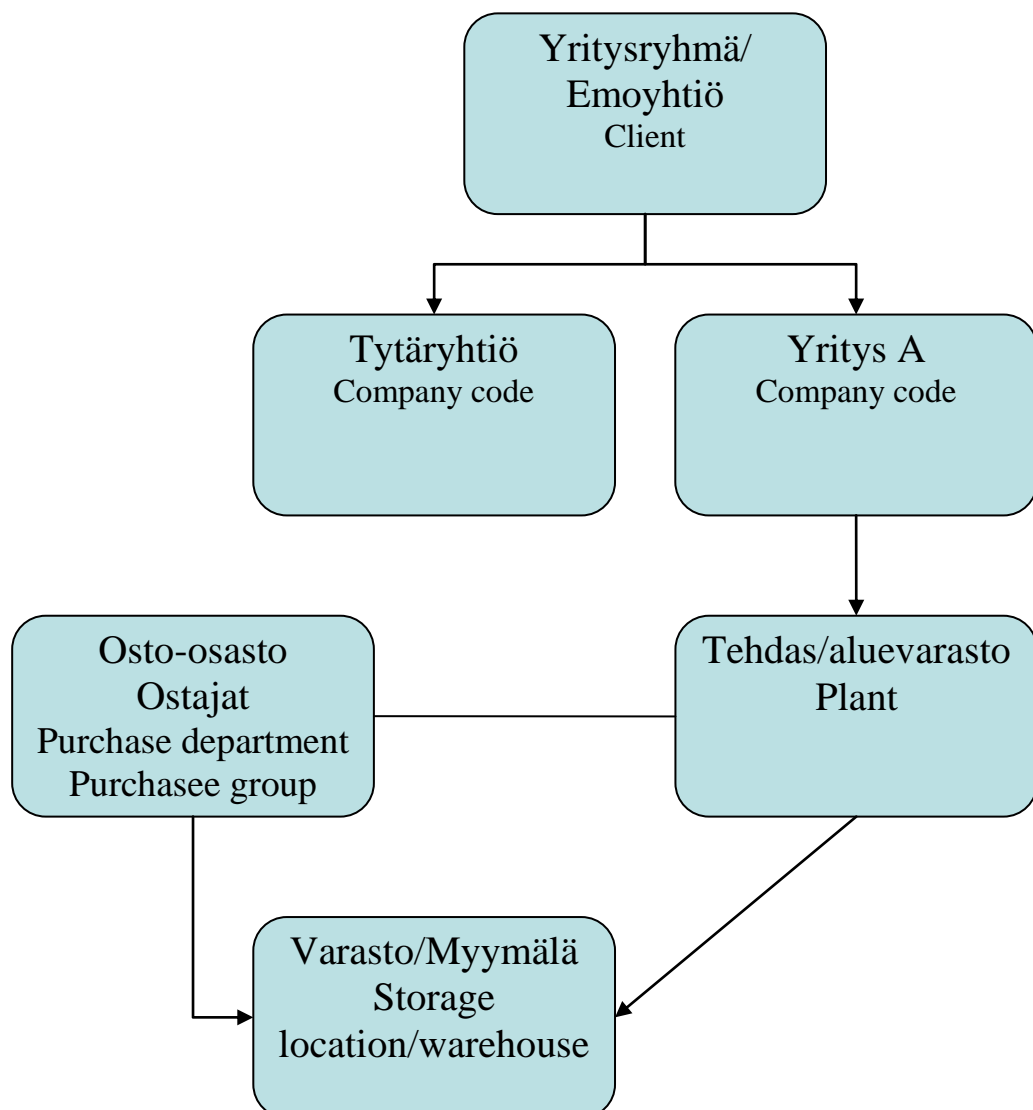 Yritysryhmä/
Emoyhtiö
Client
Tytäryhtiö
Company code
Yritys A
Company code
Osto-osasto
Ostajat
Purchase department
Purchasee group
Tehdas/aluevarasto
Plant
Varasto/Myymälä
Storage
location/warehouse